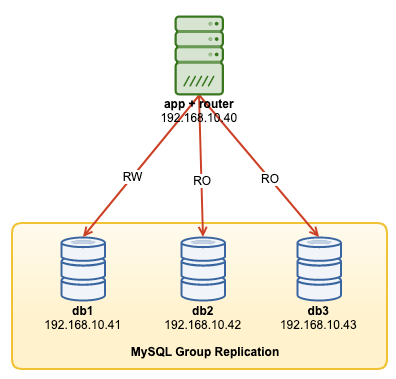 app + router
192.168.10.40
RW
RO
RO
db1
192.168.10.41
db2
192.168.10.42
db3
192.168.10.43
MySQL Group Replication